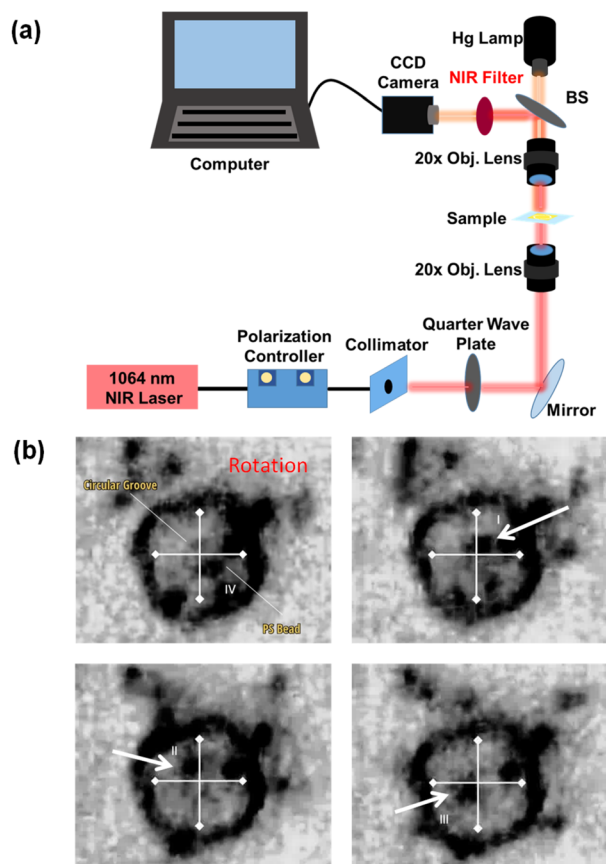 (a)
Hg Lamp
CCD
Camera
NIR Filter
BS
Computer
20x Obj. Lens
Sample
20x Obj. Lens
Polarization
Controller
Collimator
Quarter Wave
Plate
1064 nm
NIR Laser
Mirror
(b)
Rotation
Circular Groove
IV
PS Bead
I
II
III